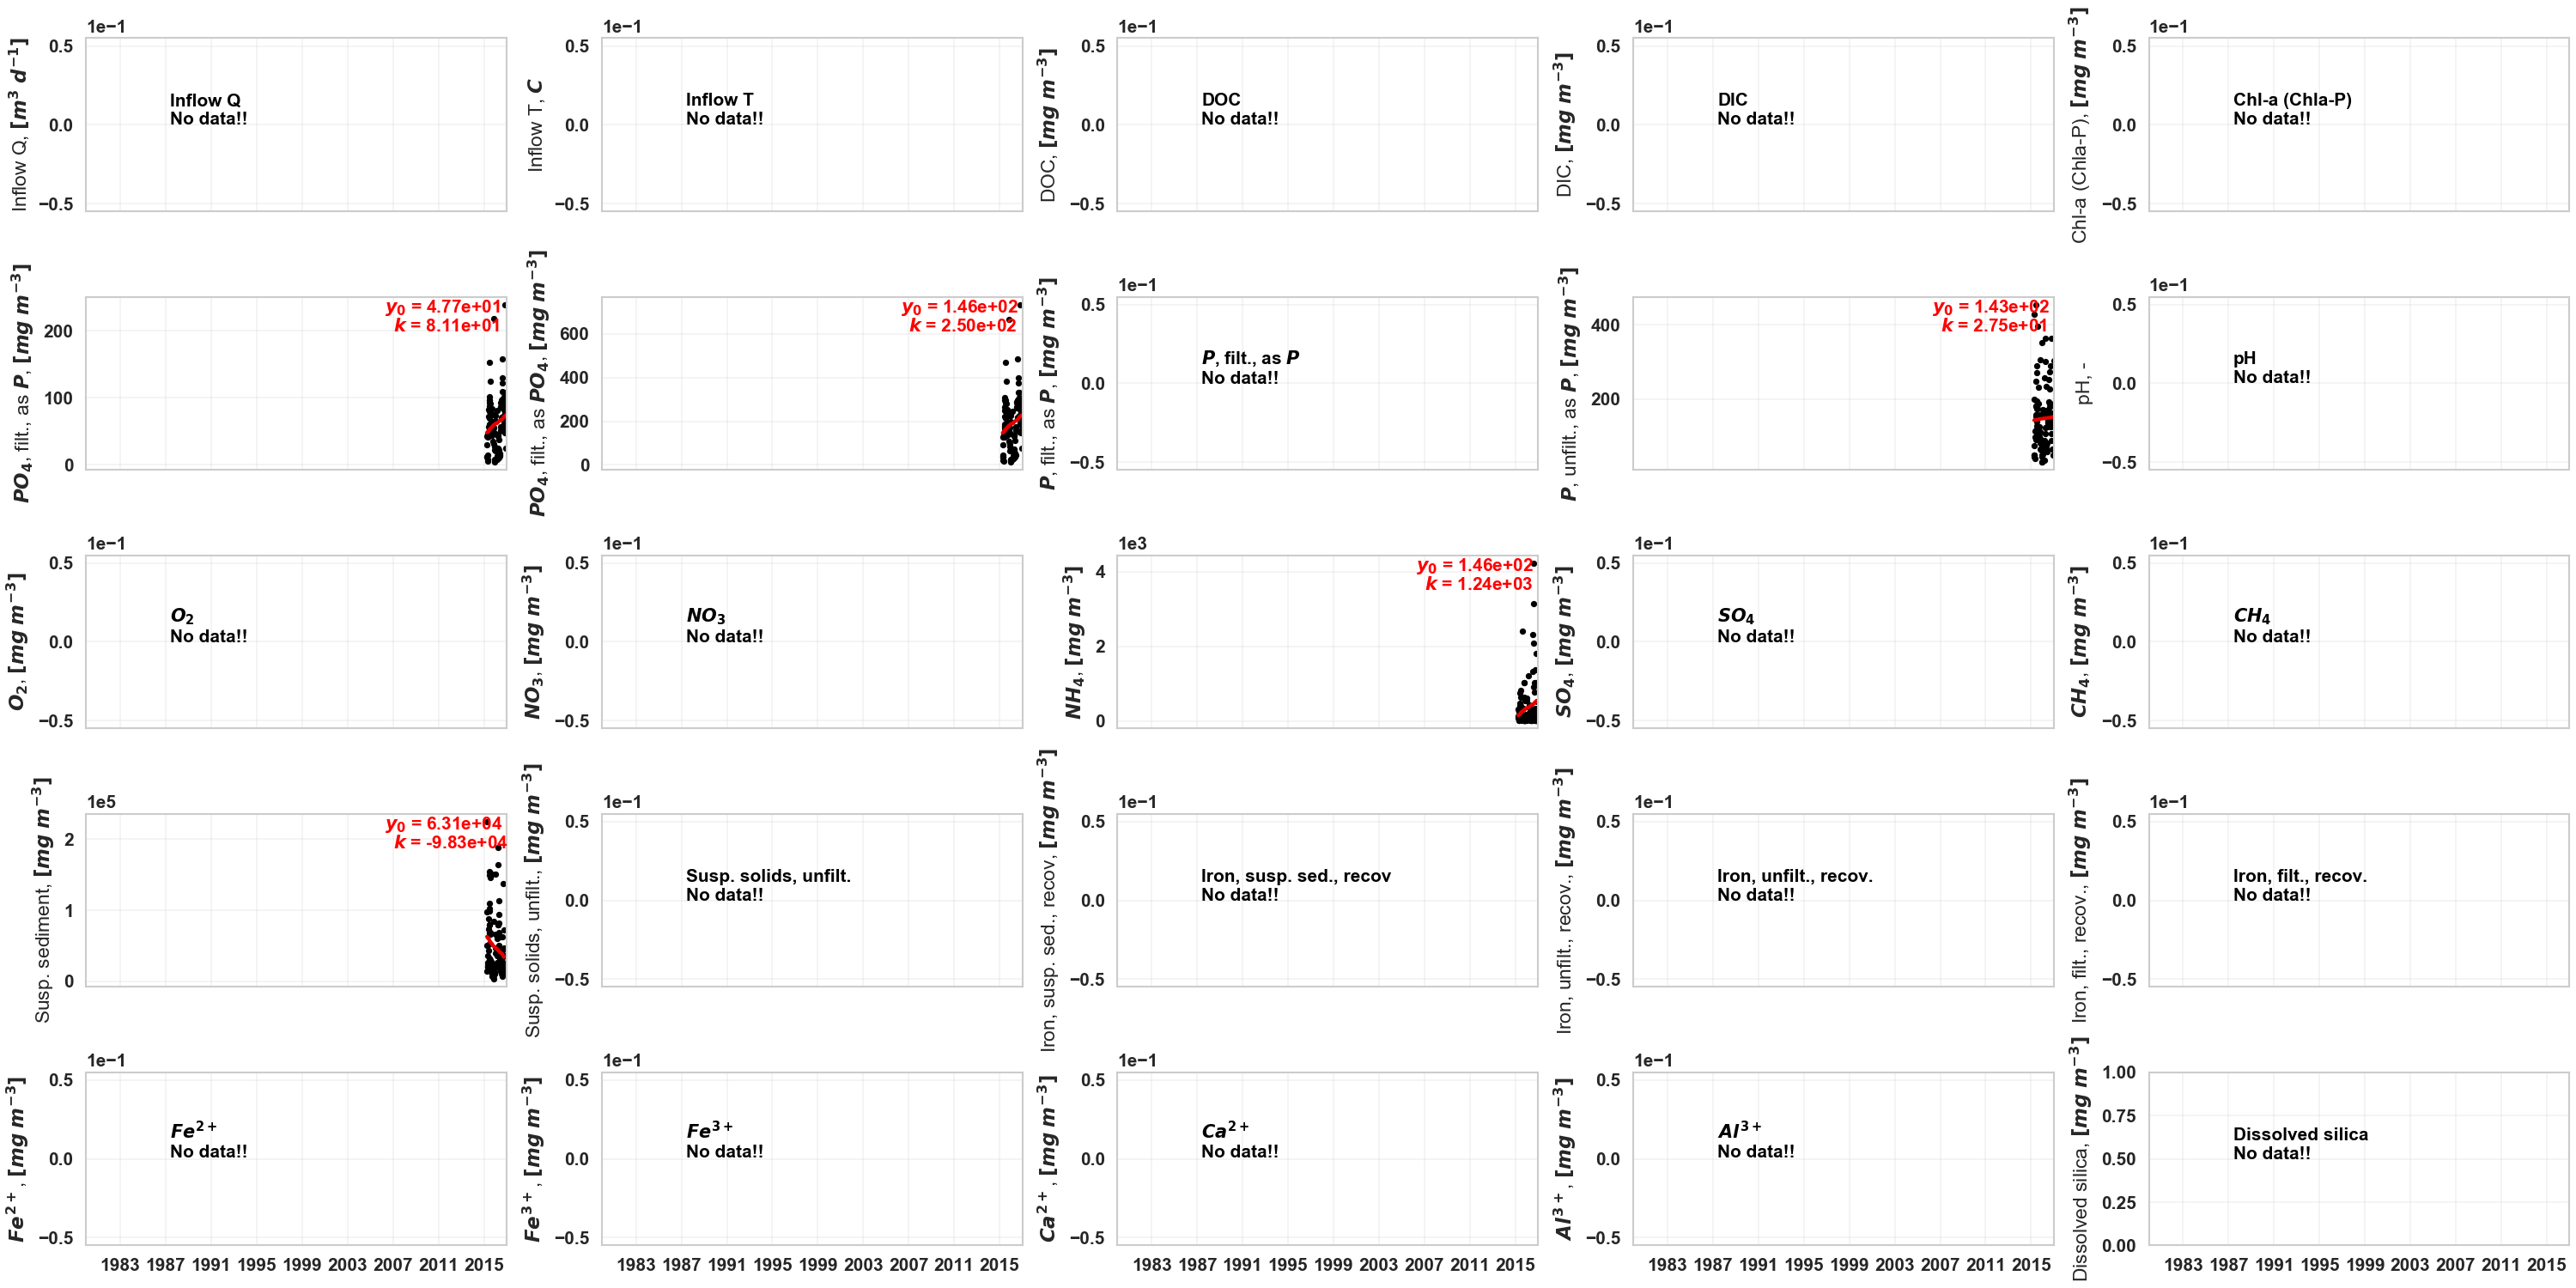 1e−1 1e−1 1e−1 1e−1 1e−1
Inflow Q, [m³ d⁻¹]
0.5
0.0
−0.5
Inflow Q
No data!!
Inflow T, C
0.5
0.0
−0.5
Inflow T
No data!!
DOC, [mg m⁻³]
0.5
0.0
−0.5
DOC
No data!!
DIC, [mg m⁻³]
0.5
0.0
−0.5
DIC
No data!!
Chl-a (Chla-P), [mg m⁻³]
0.5
0.0
−0.5
Chl-a (Chla-P)
No data!!
PO₄, filt., as P, [mg m⁻³]
200
100
0
y₀ = 4.77e+01
k = 8.11e+01
PO₄, filt., as PO₄, [mg m⁻³]
600
400
200
0
y₀ = 1.46e+02
k = 2.50e+02
P, filt., as P, [mg m⁻³]
1e−1
0.5
0.0
−0.5
P, filt., as P
No data!!
P, unfilt., as P, [mg m⁻³]
400
200
y₀ = 1.43e+02
k = 2.75e+01
pH, -
1e−1
0.5
0.0
−0.5
pH
No data!!
O₂, [mg m⁻³]
1e−1
0.5
0.0
−0.5
O₂
No data!!
NO₃, [mg m⁻³]
1e−1
0.5
0.0
−0.5
NO₃
No data!!
NH₄, [mg m⁻³]
1e3
4
2
0
y₀ = 1.46e+02
k = 1.24e+03
SO₄, [mg m⁻³]
1e−1
0.5
0.0
−0.5
SO₄
No data!!
CH₄, [mg m⁻³]
1e−1
0.5
0.0
−0.5
CH₄
No data!!
Susp. sediment, [mg m⁻³]
1e5
2
1
0
y₀ = 6.31e+04
k = -9.83e+04
Susp. solids, unfilt., [mg m⁻³]
1e−1
0.5
0.0
−0.5
Susp. solids, unfilt.
No data!!
Iron, susp. sed., recov, [mg m⁻³]
1e−1
0.5
0.0
−0.5
Iron, susp. sed., recov
No data!!
Iron, unfilt., recov., [mg m⁻³]
1e−1
0.5
0.0
−0.5
Iron, unfilt., recov.
No data!!
Iron, filt., recov., [mg m⁻³]
1e−1
0.5
0.0
−0.5
Iron, filt., recov.
No data!!
Fe²⁺, [mg m⁻³]
1e−1
0.5
0.0
−0.5
Fe²⁺
No data!!
1983 1987 1991 1995 1999 2003 2007 2011 2015
Fe³⁺, [mg m⁻³]
1e−1
0.5
0.0
−0.5
Fe³⁺
No data!!
1983 1987 1991 1995 1999 2003 2007 2011 2015
Ca²⁺, [mg m⁻³]
1e−1
0.5
0.0
−0.5
Ca²⁺
No data!!
1983 1987 1991 1995 1999 2003 2007 2011 2015
Al³⁺, [mg m⁻³]
1e−1
0.5
0.0
−0.5
Al³⁺
No data!!
1983 1987 1991 1995 1999 2003 2007 2011 2015
Dissolved silica, [mg m⁻³]
1.00
0.75
0.50
0.25
0.00
Dissolved silica
No data!!
1983 1987 1991 1995 1999 2003 2007 2011 2015